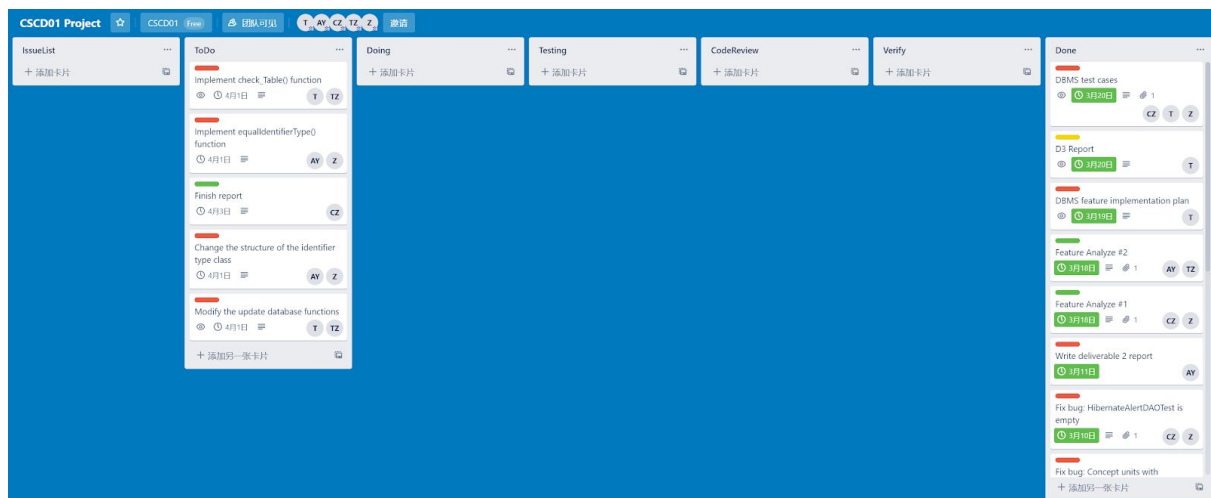 CSCD01 Project CSCD01 Free 团队可见 T AY CZ TZ Z 邀请
IssueList
+ 添加卡片
ToDo
Implement check_Table() function
4月1日 T TZ
Implement equalIdentifierType()
function
4月1日 AY Z
Finish report
4月3日 CZ
Change the structure of the identifier
type class
4月1日 AY Z
Modify the update database functions
4月1日 T TZ
+ 添加另一张卡片
Doing
+ 添加卡片
Testing
+ 添加卡片
CodeReview
+ 添加卡片
Verify
+ 添加卡片
Done
DBMS test cases
3月20日 1
CZ T Z
D3 Report
3月20日 T
DBMS feature implementation plan
3月19日 T
Feature Analyze #2
3月18日 1 AY TZ
Feature Analyze #1
3月18日 1 CZ Z
Write deliverable 2 report
3月11日 AY
Fix bug: HibernateAlertDAOTest is
empty
3月10日 1 CZ Z
Fix bug: Concept units with
+ 添加另一张卡片